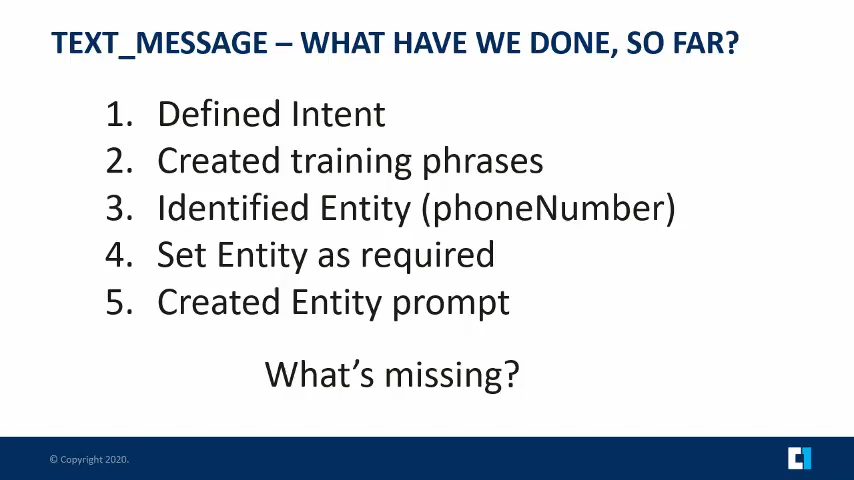 TEXT_MESSAGE – WHAT HAVE WE DONE, SO FAR?
1. Defined Intent
2. Created training phrases
3. Identified Entity (phoneNumber)
4. Set Entity as required
5. Created Entity prompt
What's missing?
© Copyright 2020.